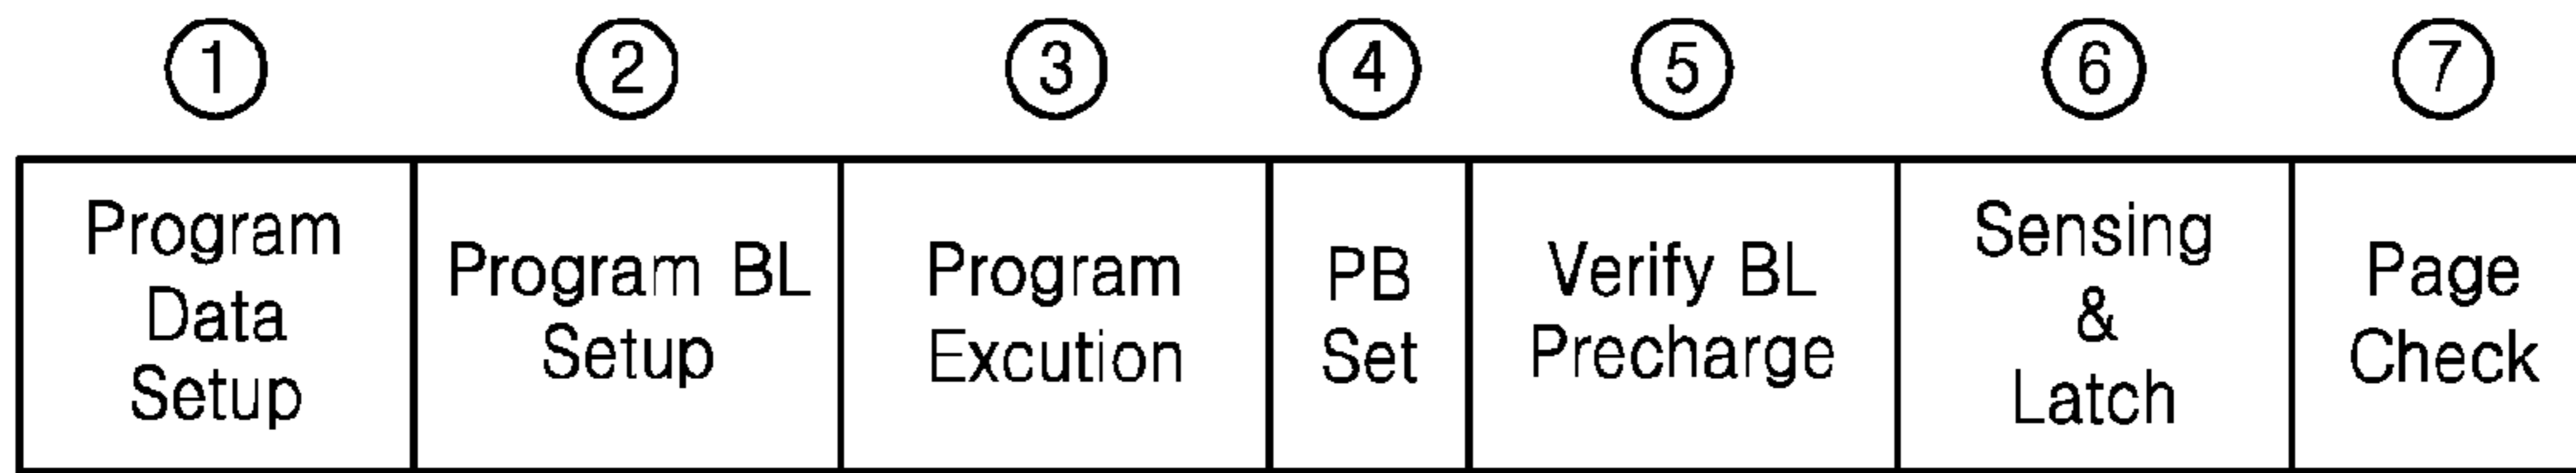 ① ② ③ ④ ⑤ ⑥ ⑦
Program
Data
Setup
Program BL
Setup
Program
Excution
PB
Set
Verify BL
Precharge
Sensing
&
Latch
Page
Check